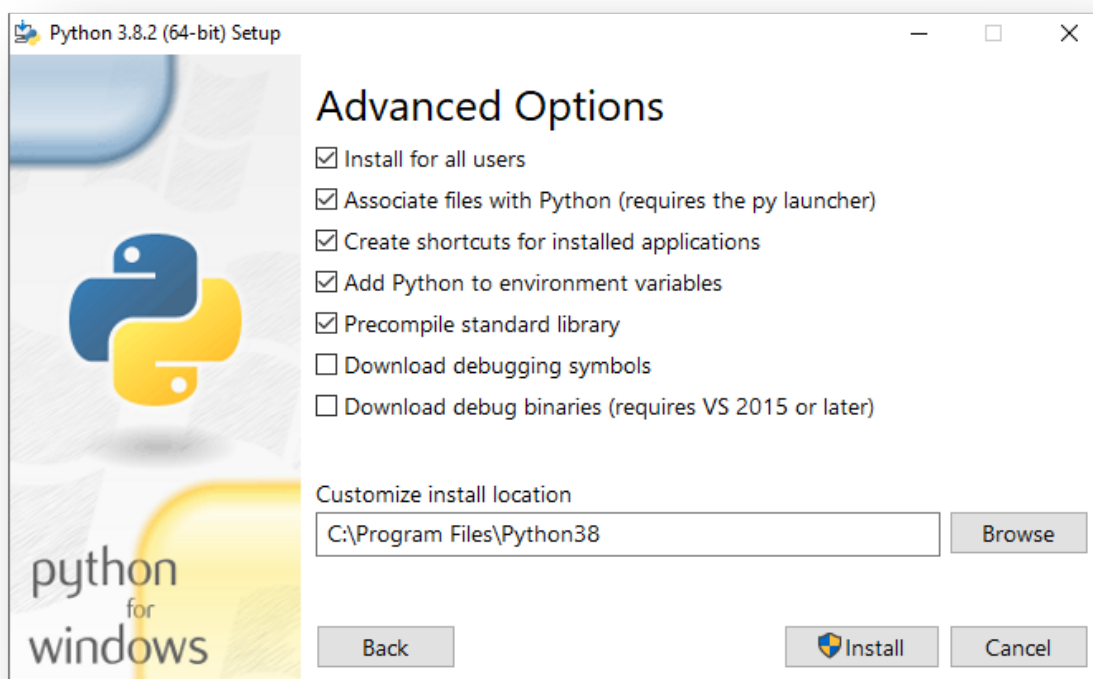 Python 3.8.2 (64-bit) Setup
Advanced Options
Install for all users
Associate files with Python (requires the py launcher)
Create shortcuts for installed applications
Add Python to environment variables
Precompile standard library
Download debugging symbols
Download debug binaries (requires VS 2015 or later)
Customize install location
C:\Program Files\Python38
Browse
python
for
windows
Back
Install
Cancel